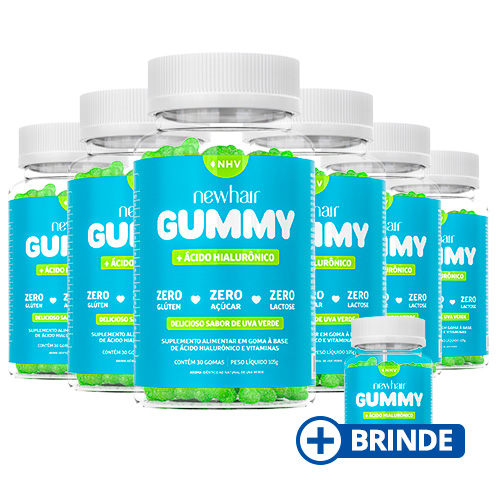 NHV
newhair
GUMMY
+ ÁCIDO HIALURÔNICO
ZERO GLÚTEN
ZERO AÇÚCAR
ZERO LACTOSE
DELICIOSO SABOR DE UVA VERDE
SUPLEMENTO ALIMENTAR EM GOMA À BASE
DE ÁCIDO HIALURÔNICO E VITAMINAS
CONTÉM 30 GOMAS PESO LÍQUIDO 105g
NHV
newhair
GUMMY
+ ÁCIDO HIALURÔNICO
+ BRINDE